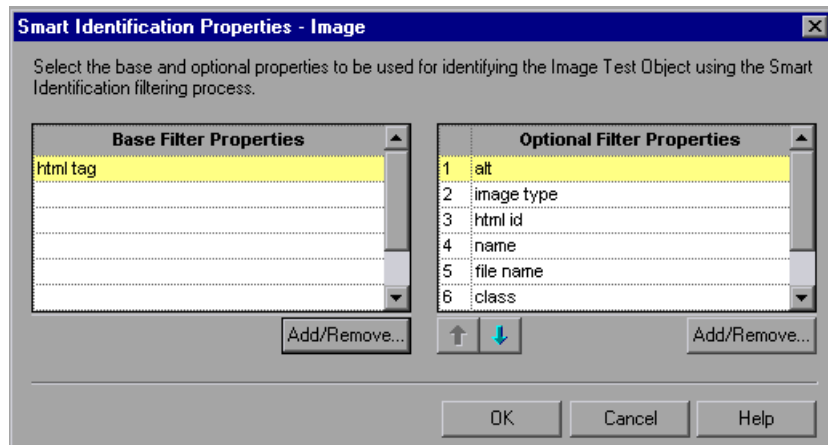 Smart Identification Properties - Image
Select the base and optional properties to be used for identifying the Image Test Object using the Smart
Identification filtering process.
Base Filter Properties
html tag
Optional Filter Properties
1 alt
2 image type
3 html id
4 name
5 file name
6 class
Add/Remove...
Add/Remove...
OK
Cancel
Help